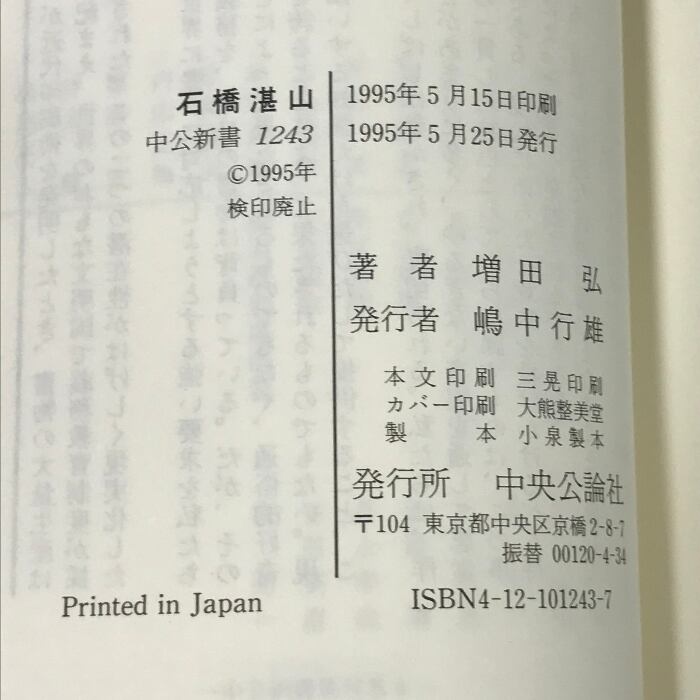 石橋湛山
中公新書 1243
©1995年
検印廃止
1995年5月15日印刷
1995年5月25日発行
著者 増田 弘
発行者 嶋中行雄
本文印刷 三晃印刷
カバー印刷 大熊整美堂
製本 小泉製本
発行所 中央公論社
〒104 東京都中央区京橋2-8-7
振替 00120-4-34
Printed in Japan
ISBN4-12-101243-7